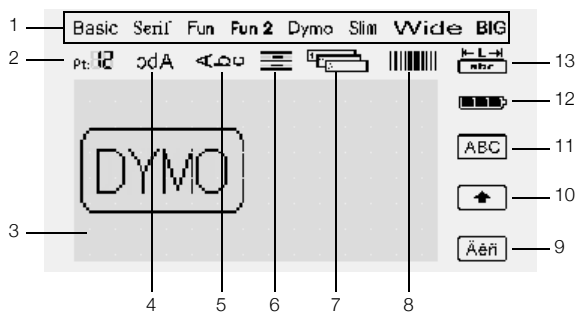 1 Basic Serif Fun Fun 2 Dymo Slim Wide BIG
2 Pt: 12 L abc 13
12
DYMO
ABC 11
10
3
Äêñ 9
4 5 6 7 8